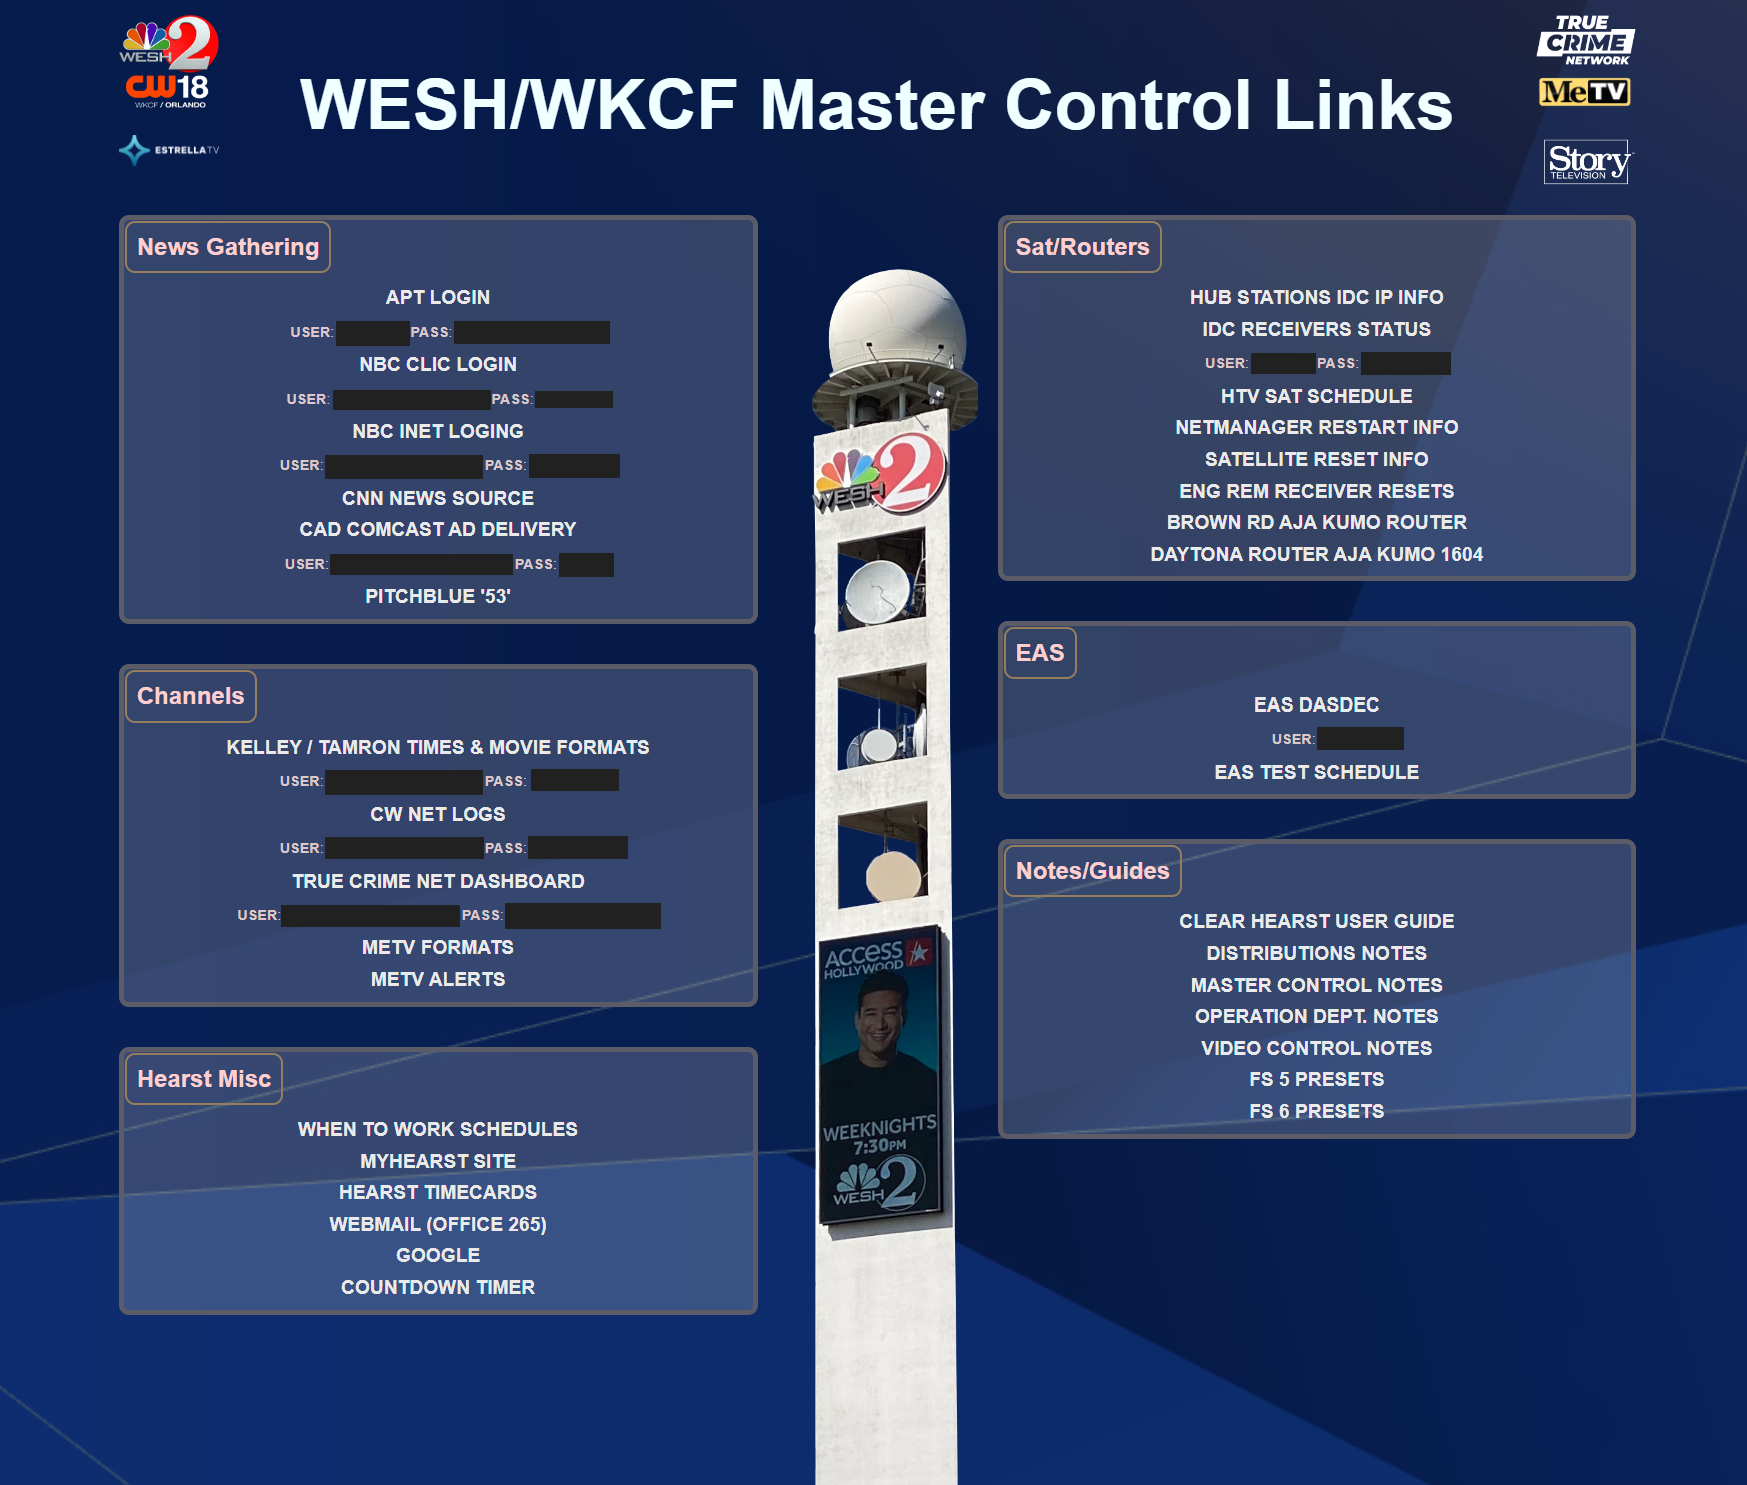 WESH 2
CW18
WKCF / ORLANDO
ESTRELLATV
WESH/WKCF Master Control Links
TRUE
CRIME
NETWORK
MeTV
Story
TELEVISION
News Gathering
APT LOGIN
USER: PASS:
NBC CLIC LOGIN
USER: PASS:
NBC INET LOGING
USER: PASS:
CNN NEWS SOURCE
CAD COMCAST AD DELIVERY
USER: PASS:
PITCHBLUE '53'
Channels
KELLEY / TAMRON TIMES & MOVIE FORMATS
USER: PASS:
CW NET LOGS
USER: PASS:
TRUE CRIME NET DASHBOARD
USER: PASS:
METV FORMATS
METV ALERTS
Hearst Misc
WHEN TO WORK SCHEDULES
MYHEARST SITE
HEARST TIMECARDS
WEBMAIL (OFFICE 265)
GOOGLE
COUNTDOWN TIMER
WESH 2
ACCESS
HOLLYWOOD
WEEKNIGHTS
7:30PM
WESH 2
Sat/Routers
HUB STATIONS IDC IP INFO
IDC RECEIVERS STATUS
USER: PASS:
HTV SAT SCHEDULE
NETMANAGER RESTART INFO
SATELLITE RESET INFO
ENG REM RECEIVER RESETS
BROWN RD AJA KUMO ROUTER
DAYTONA ROUTER AJA KUMO 1604
EAS
EAS DASDEC
USER:
EAS TEST SCHEDULE
Notes/Guides
CLEAR HEARST USER GUIDE
DISTRIBUTIONS NOTES
MASTER CONTROL NOTES
OPERATION DEPT. NOTES
VIDEO CONTROL NOTES
FS 5 PRESETS
FS 6 PRESETS